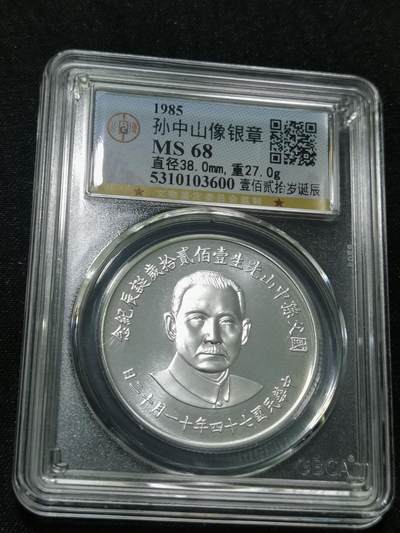 1985
孙中山像银章
MS 68
直径38.0mm,重27.0g
5310103600 壹佰贰拾岁诞辰
國父孫中山先生壹佰貳拾歲誕辰紀念
中華民國七十四年十一月十二日
GBCA